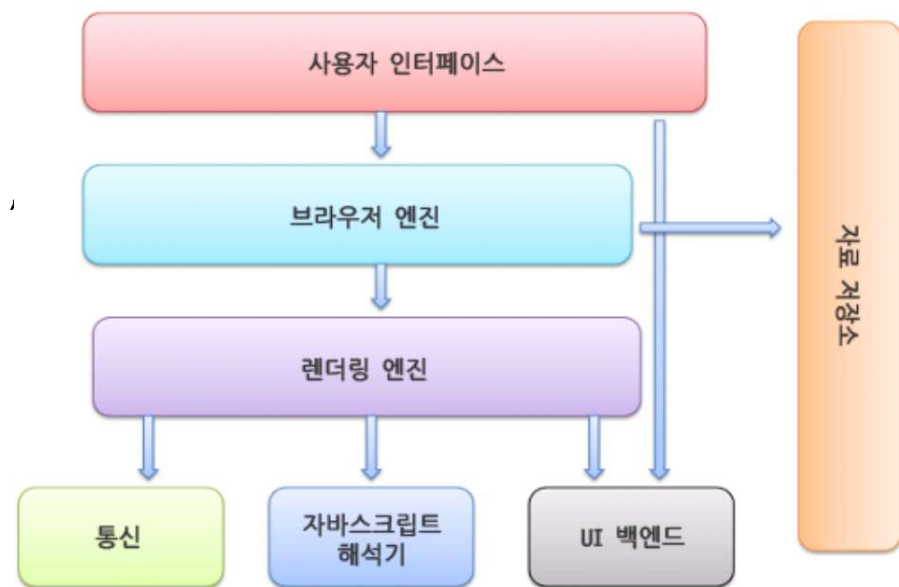 사용자 인터페이스
브라우저 엔진
자료 저장소
렌더링 엔진
통신
자바스크립트
해석기
UI 백엔드